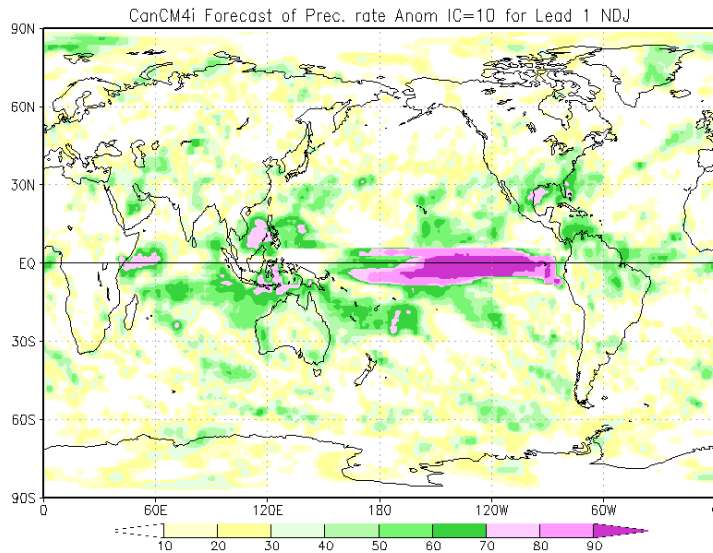 CanCM4i Forecast of Prec. rate Anom IC=10 for Lead 1 NDJ
90N
60N
30N
EQ
30S
60S
90S
0 60E 120E 180 120W 60W 0
10 20 30 40 50 60 70 80 90